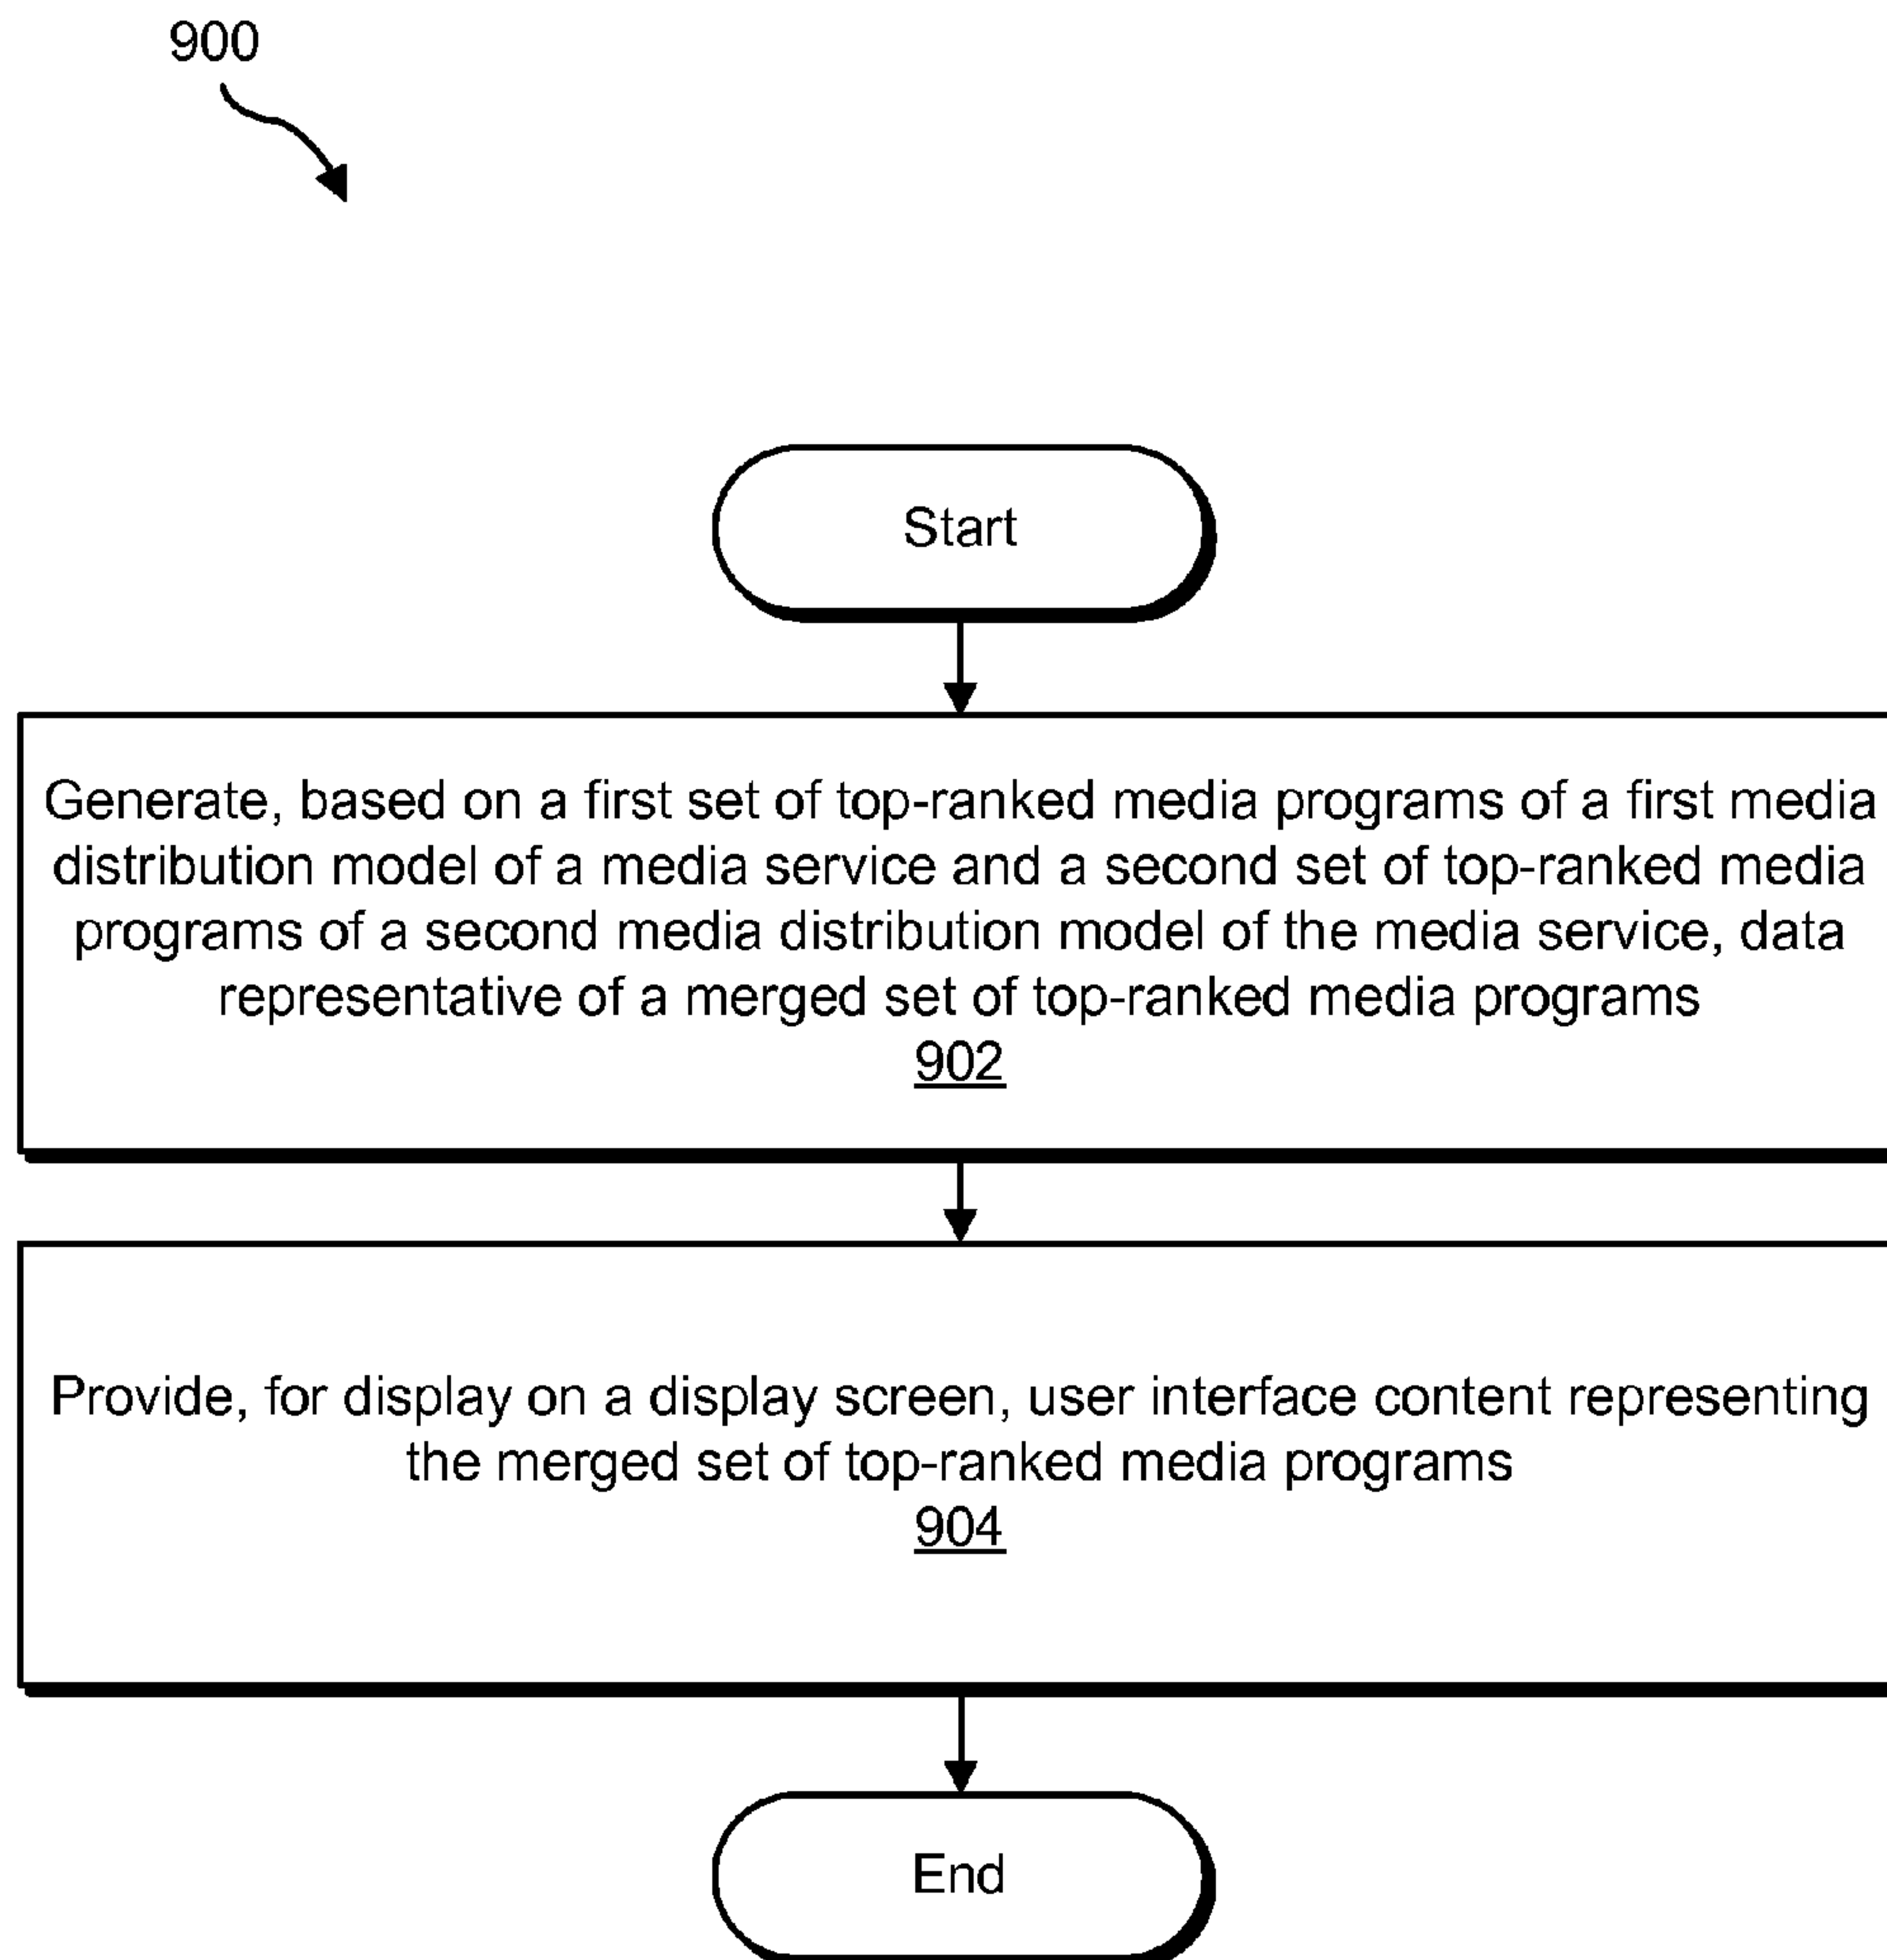 900
Start
Generate, based on a first set of top-ranked media programs of a first media
distribution model of a media service and a second set of top-ranked media
programs of a second media distribution model of the media service, data
representative of a merged set of top-ranked media programs
902
Provide, for display on a display screen, user interface content representing
the merged set of top-ranked media programs
904
End